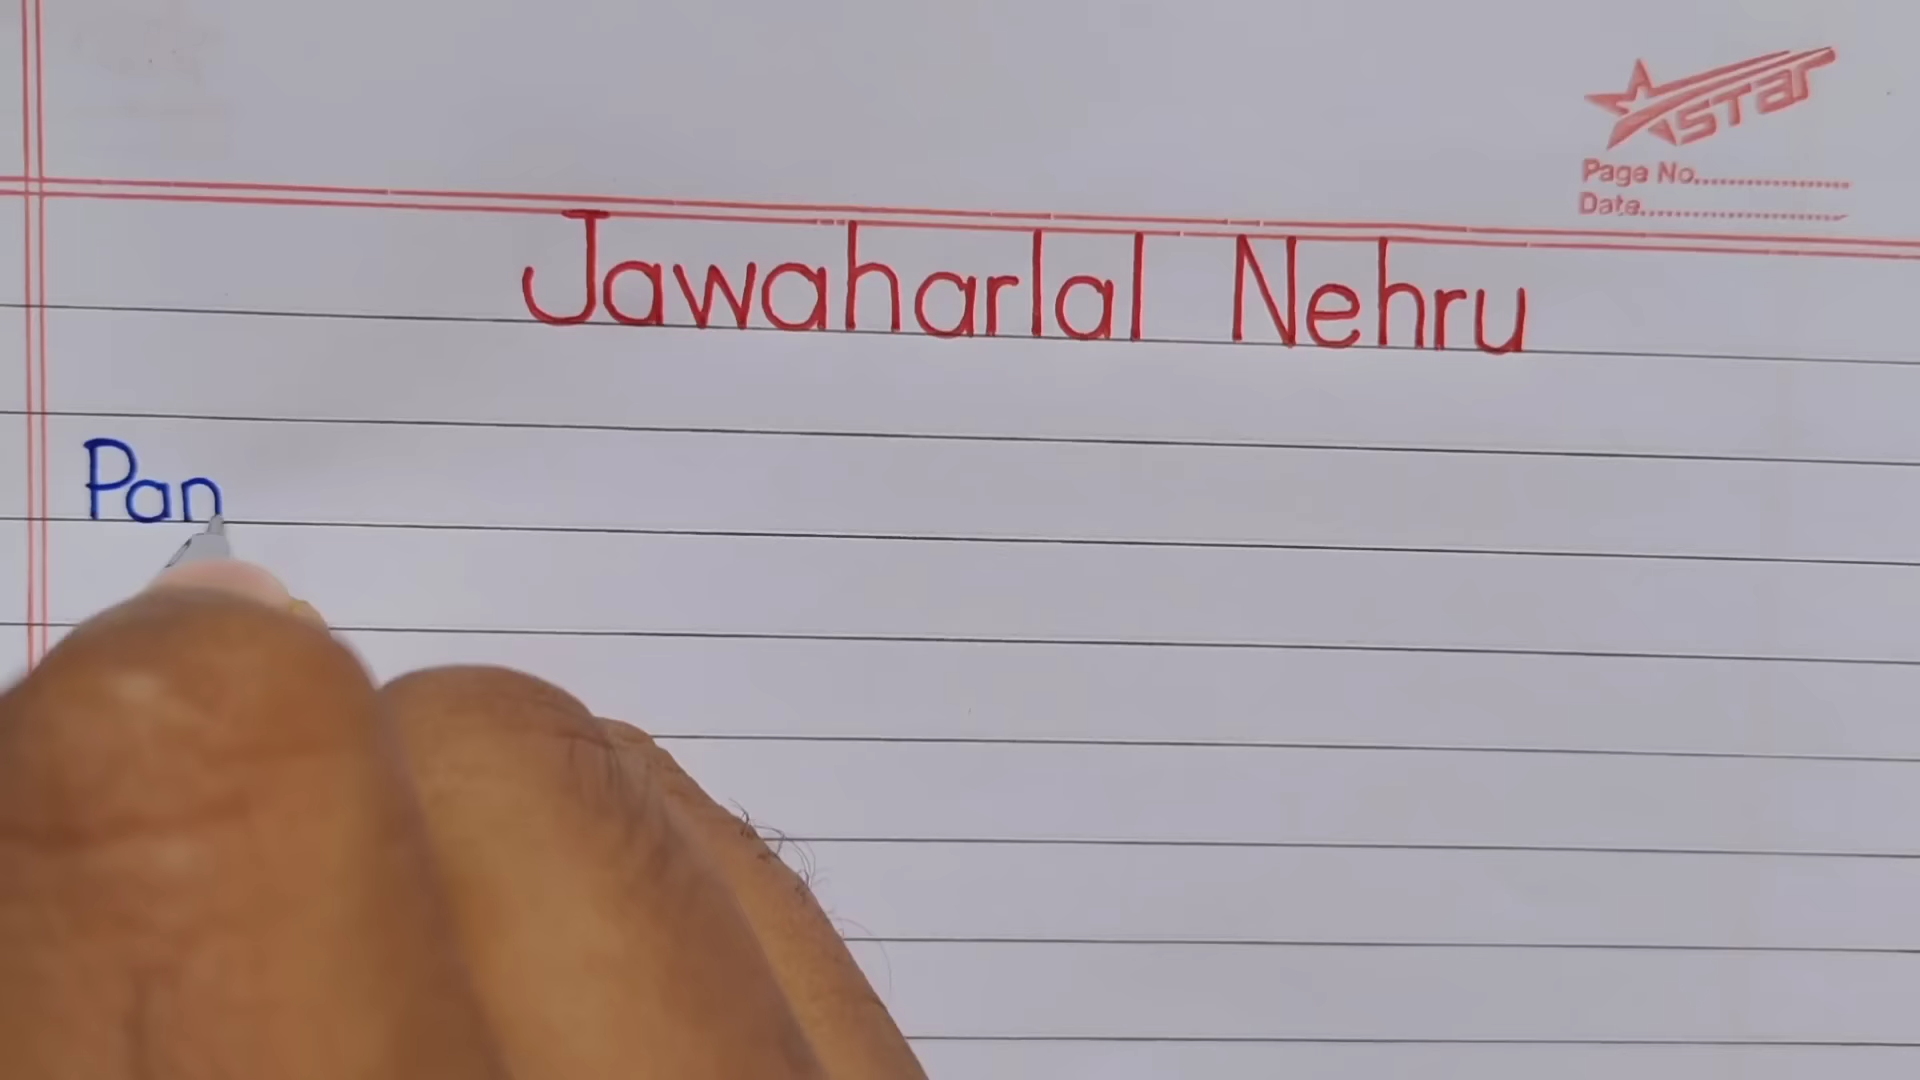 STar
Page No..................
Date........................
Jawaharlal Nehru
Pan